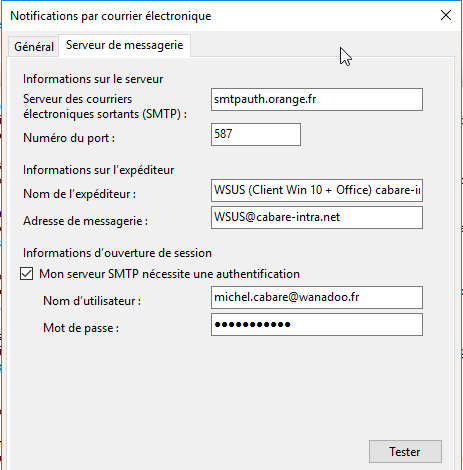 Notifications par courrier électronique
Général
Serveur de messagerie
Informations sur le serveur
Serveur des courriers
électroniques sortants (SMTP) :
smtpauth.orange.fr
Numéro du port :
587
Informations sur l'expéditeur
Nom de l'expéditeur :
WSUS (Client Win 10 + Office) cabare-i
Adresse de messagerie :
WSUS@cabare-intra.net
Informations d'ouverture de session
Mon serveur SMTP nécessite une authentification
Nom d'utilisateur :
michel.cabare@wanadoo.fr
Mot de passe :
●●●●●●●●●●●
Tester